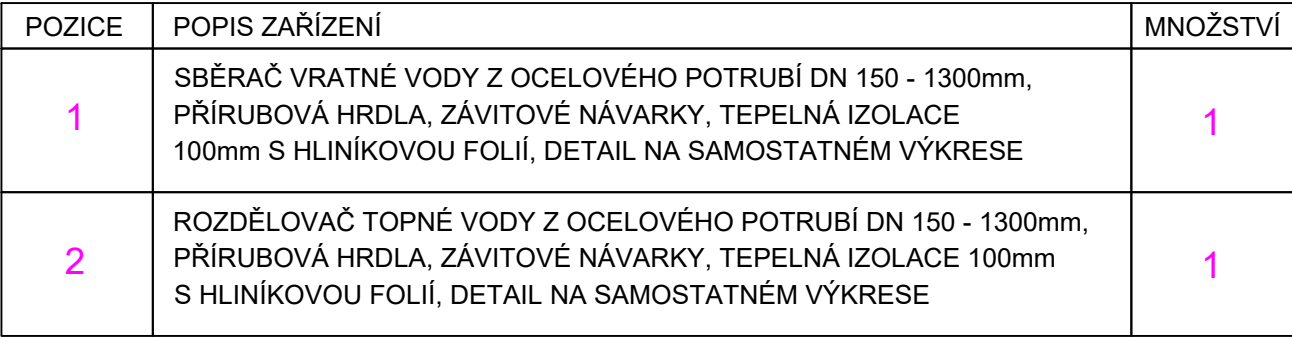 POZICE POPIS ZAŘÍZENÍ MNOŽSTVÍ
SBĚRAČ VRATNÉ VODY Z OCELOVÉHO POTRUBÍ DN 150 - 1300mm,
1 PŘÍRUBOVÁ HRDLA, ZÁVITOVÉ NÁVARKY, TEPELNÁ IZOLACE 1
100mm S HLINÍKOVOU FOLIÍ, DETAIL NA SAMOSTATNÉM VÝKRESE
ROZDĚLOVAČ TOPNÉ VODY Z OCELOVÉHO POTRUBÍ DN 150 - 1300mm,
2 PŘÍRUBOVÁ HRDLA, ZÁVITOVÉ NÁVARKY, TEPELNÁ IZOLACE 100mm 1
S HLINÍKOVOU FOLIÍ, DETAIL NA SAMOSTATNÉM VÝKRESE